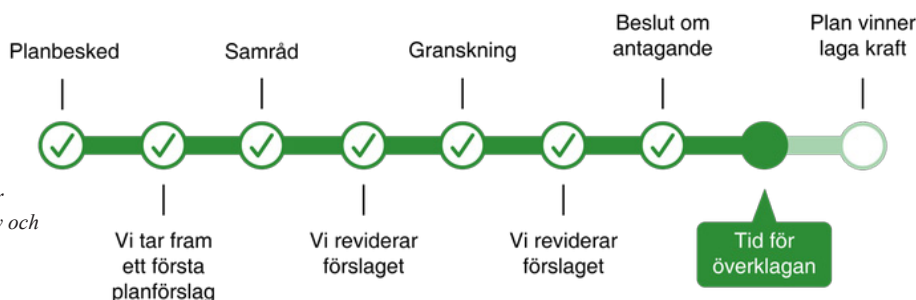 Planbesked
Samråd
Granskning
Beslut om
antagande
Plan vinner
laga kraft
och
Vi tar fram
ett första
planförslag
Vi reviderar
förslaget
Vi reviderar
förslaget
Tid för
överklagan